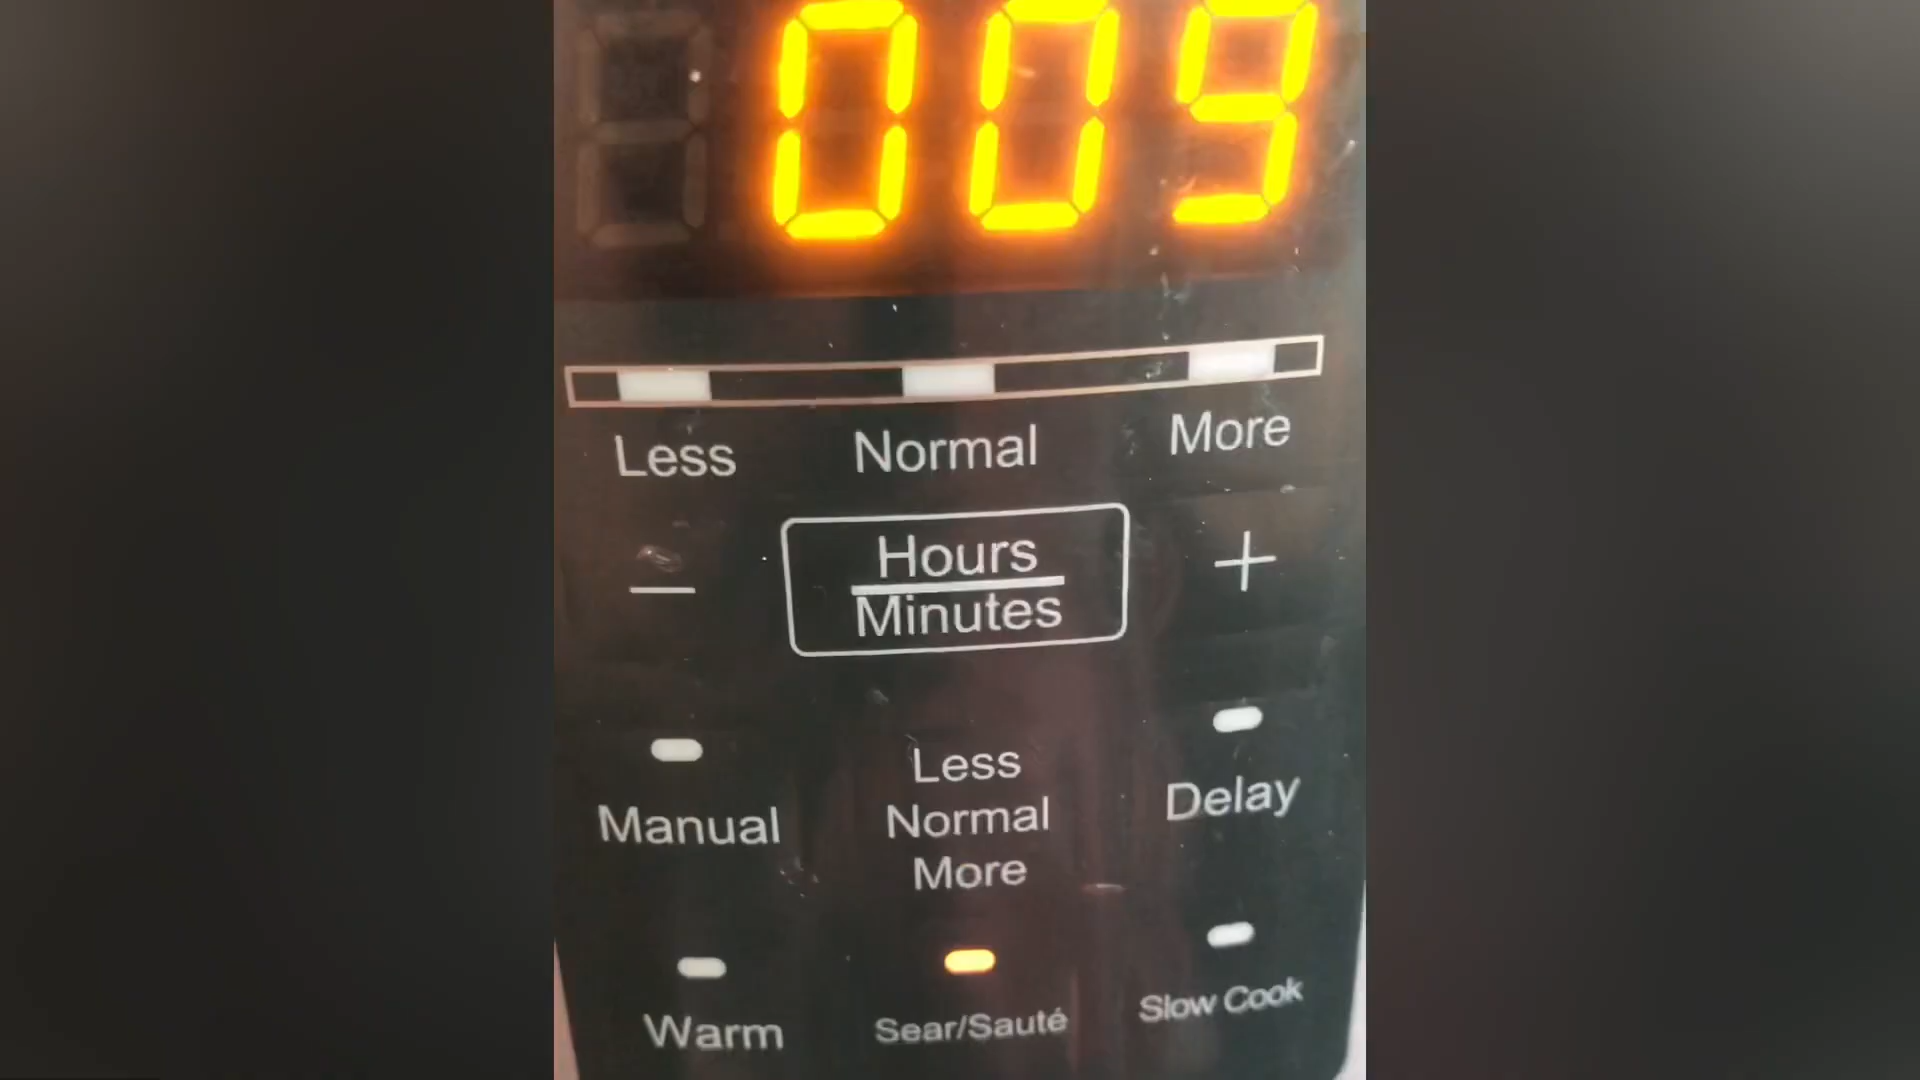 009
Less Normal More
Hours
Minutes
— +
Less
Normal
More
Manual
Delay
Warm
Sear/Sauté
Slow Cook